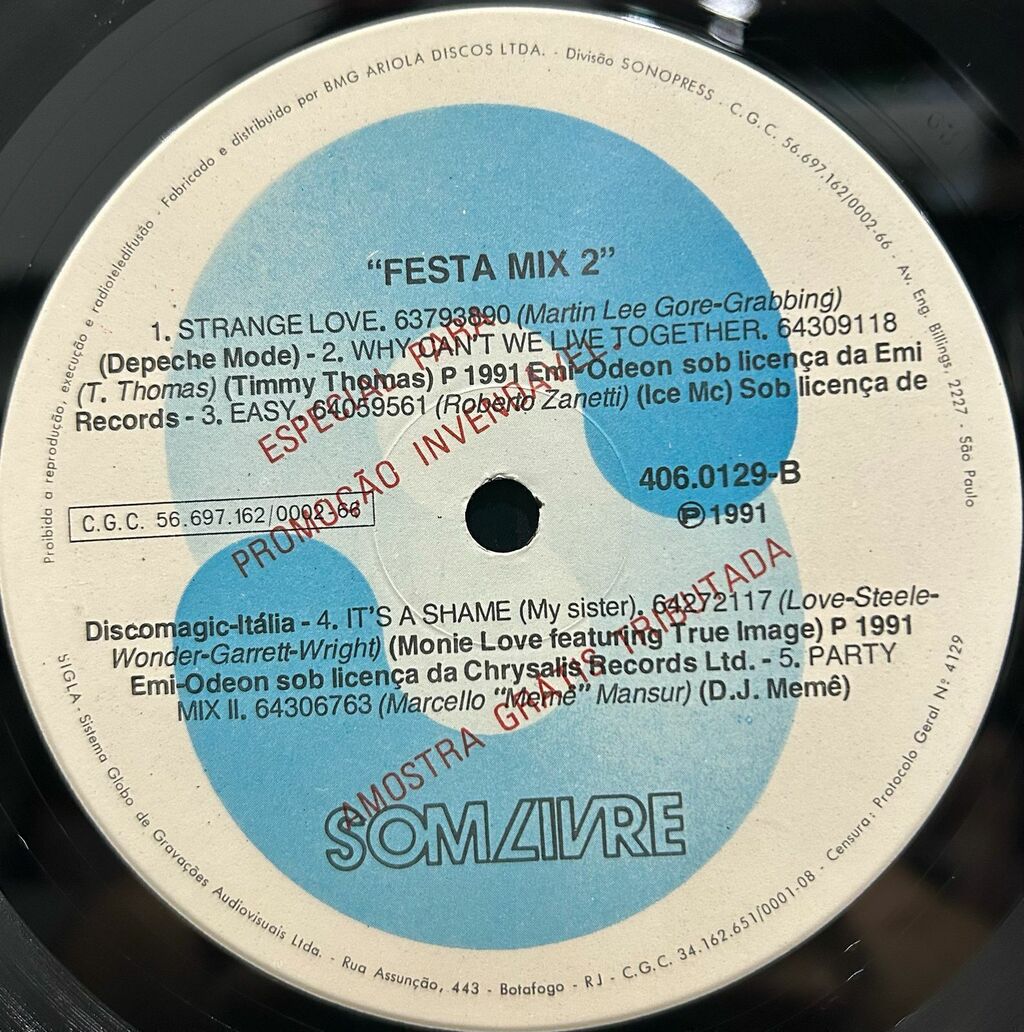 Proibida a reprodução, execução e radioteledifusão · Fabricado e distribuido por BMG ARIOLA DISCOS LTDA. · Divisão SONOPRESS · C.G.C. 56.697.162/0002-66 · Av. Eng. Billings, 2227 - São Paulo
“FESTA MIX 2”
1. STRANGE LOVE. 63793890 (Martin Lee Gore-Grabbing)
(Depeche Mode) - 2. WHY CAN'T WE LIVE TOGETHER. 64309118
(T. Thomas) (Timmy Thomas) P 1991 Emi-Odeon sob licença da Emi
Records - 3. EASY. 64059561 (Roberto Zanetti) (Ice Mc) Sob licença de
ESPECIAL PARA
PROMOÇÃO INVENDÁVEL
AMOSTRA GRÁTIS TRIBUTADA
406.0129-B
℗ 1991
C.G.C. 56.697.162/0002-66
Discomagic-Itália - 4. IT'S A SHAME (My sister). 64272117 (Love-Steele-
Wonder-Garrett-Wright) (Monie Love featuring True Image) P 1991
Emi-Odeon sob licença da Chrysalis Records Ltd. - 5. PARTY
MIX II. 64306763 (Marcello “Memê” Mansur) (D.J. Memê)
SOM LIVRE
SIGLA - Sistema Globo de Gravações Audiovisuais Ltda. - Rua Assunção, 443 - Botafogo - RJ - C.G.C. 34.162.651/0001-08 - Censura: Protocolo Geral Nº 4129